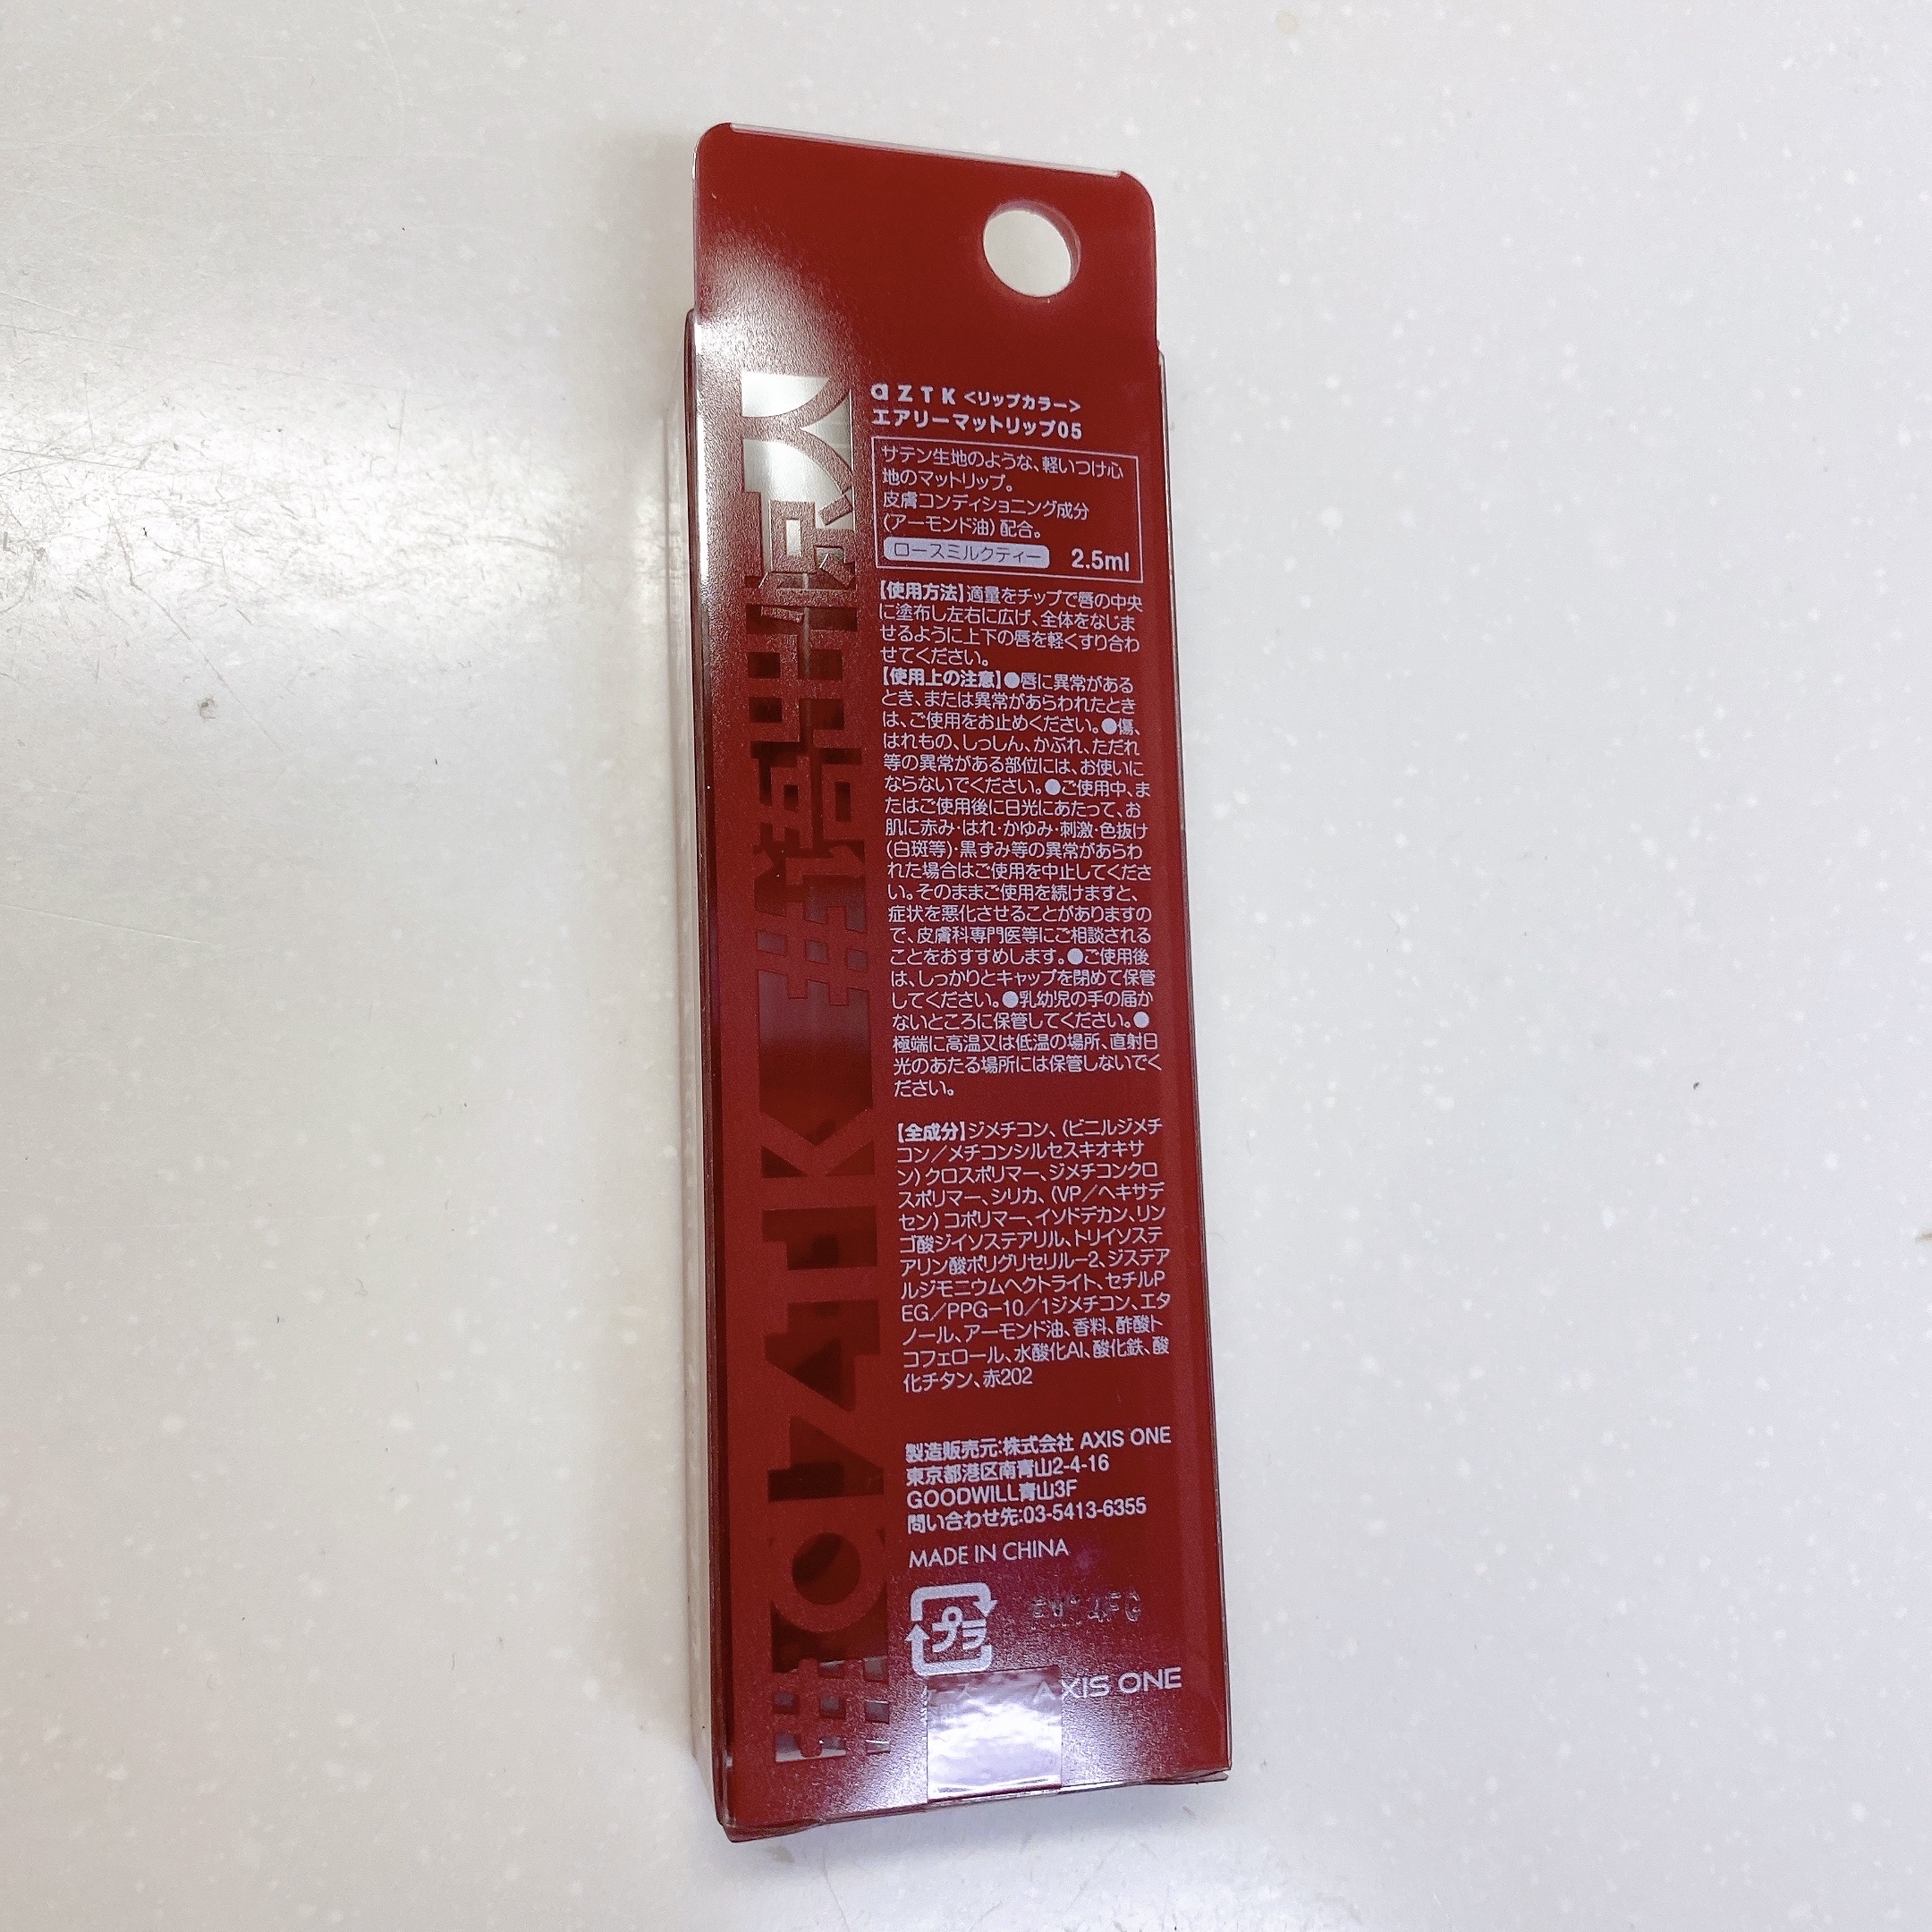 aZTK <リップカラー>
エアリーマットリップ05
サテン生地のような、軽いつけ心
地のマットリップ。
皮膚コンディショニング成分
(アーモンド油)配合。
ローズミルクティー 2.5ml
【使用方法】適量をチップで唇の中央
に塗布し左右に広げ、全体をなじま
せるように上下の唇を軽くすり合わ
せてください。
【使用上の注意】●唇に異常がある
とき、または異常があらわれたとき
は、ご使用をお止めください。●傷、
はれもの、しっしん、かぶれ、ただれ
等の異常がある部位には、お使いに
ならないでください。●ご使用中、ま
たはご使用後に日光にあたって、お
肌に赤み・はれ・かゆみ・刺激・色抜け
(白斑等)・黒ずみ等の異常があらわ
れた場合はご使用を中止してくださ
い。そのままご使用を続けますと、
症状を悪化させることがありますの
で、皮膚科専門医等にご相談される
ことをおすすめします。●ご使用後
は、しっかりとキャップを閉めて保管
してください。●乳幼児の手の届か
ないところに保管してください。●
極端に高温又は低温の場所、直射日
光のあたる場所には保管しないでく
ださい。
【全成分】ジメチコン、(ビニルジメチ
コン/メチコンシルセスキオキサ
ン)クロスポリマー、ジメチコンクロ
スポリマー、シリカ、(VP/ヘキサデ
セン)コポリマー、イソドデカン、リン
ゴ酸ジイソステアリル、トリイソステ
アリン酸ポリグリセリル-2、ジステア
ルジモニウムヘクトライト、セチルP
EG/PPG-10/1ジメチコン、エタ
ノール、アーモンド油、香料、酢酸ト
コフェロール、水酸化Al、酸化鉄、酸
化チタン、赤202
製造販売元:株式会社 AXIS ONE
東京都港区南青山2-4-16
GOODWILL青山3F
問い合わせ先:03-5413-6355
MADE IN CHINA
プラ
AXIS ONE